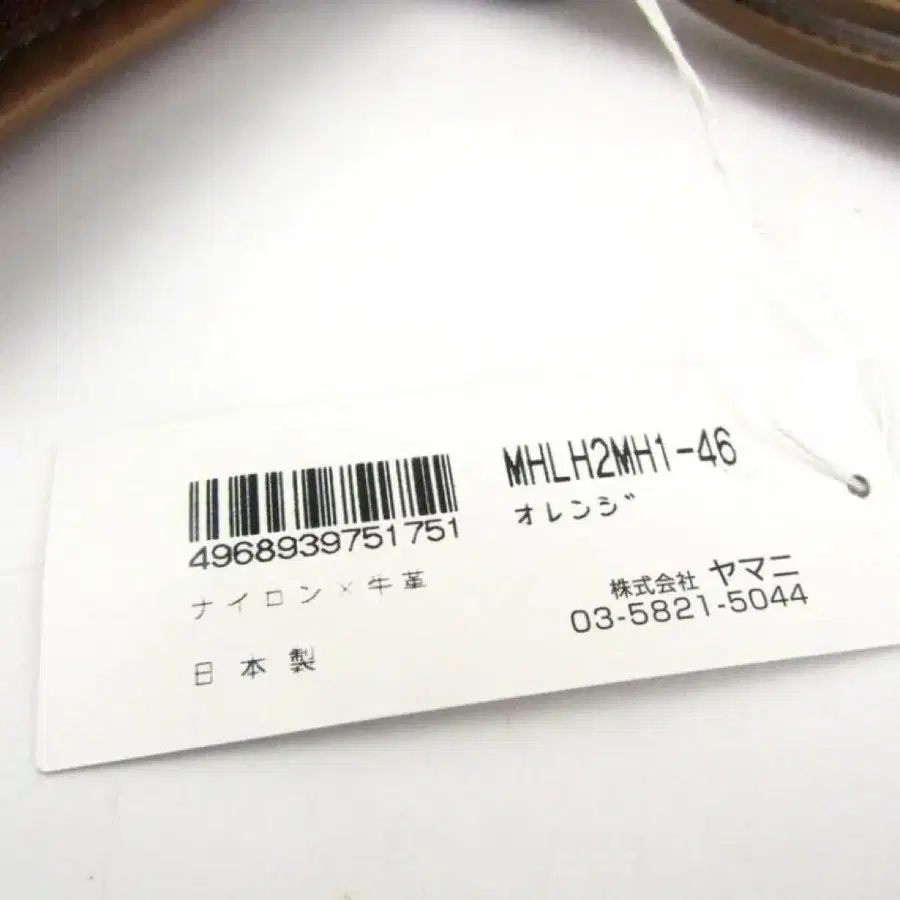 4968939751751
ナイロン×牛革
日本製
MHLH2MH1-46
オレンジ
株式会社 ヤマニ
03-5821-5044